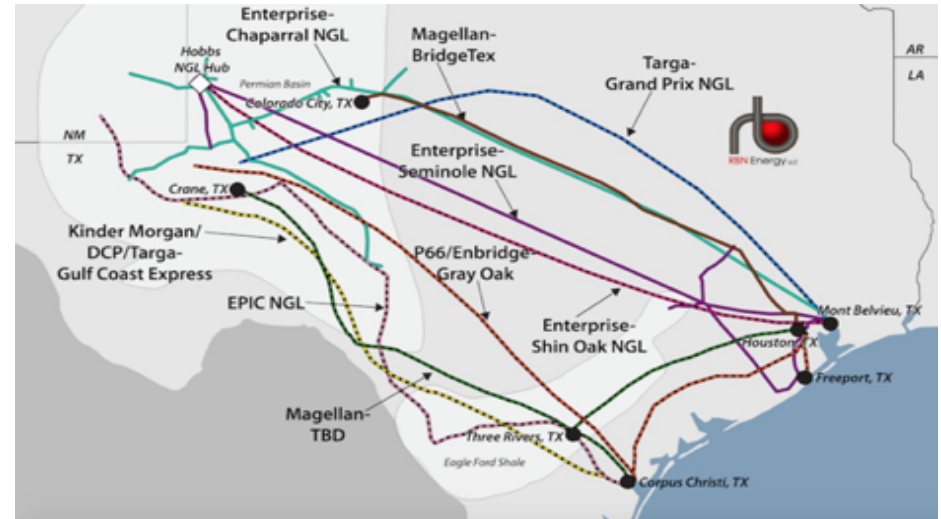 Enterprise-
Chaparral NGL
Magellan-
BridgeTex
Targa-
Grand Prix NGL
AR
LA
Hobbs
NGL Hub
Permian Basin
Colorado City, TX
RBN Energy LLC
NM
TX
Enterprise-
Seminole NGL
Crane, TX
Kinder Morgan/
DCP/Targa-
Gulf Coast Express
P66/Enbridge-
Gray Oak
EPIC NGL
Enterprise-
Shin Oak NGL
Mont Belvieu, TX
Houston, TX
Freeport, TX
Magellan-
TBD
Three Rivers, TX
Eagle Ford Shale
Corpus Christi, TX